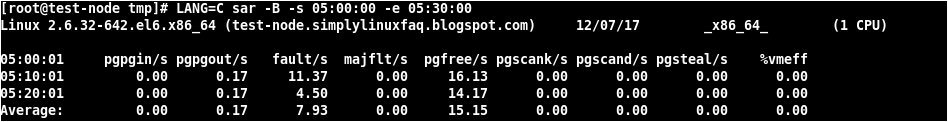 [root@test-node tmp]# LANG=C sar -B -s 05:00:00 -e 05:30:00
Linux 2.6.32-642.el6.x86_64 (test-node.simplylinuxfaq.blogspot.com) 12/07/17 _x86_64_ (1 CPU)
05:00:01 pgpgin/s pgpgout/s fault/s majflt/s pgfree/s pgscank/s pgscand/s pgsteal/s %vmeff
05:10:01 0.00 0.17 11.37 0.00 16.13 0.00 0.00 0.00 0.00
05:20:01 0.00 0.17 4.50 0.00 14.17 0.00 0.00 0.00 0.00
Average: 0.00 0.17 7.93 0.00 15.15 0.00 0.00 0.00 0.00